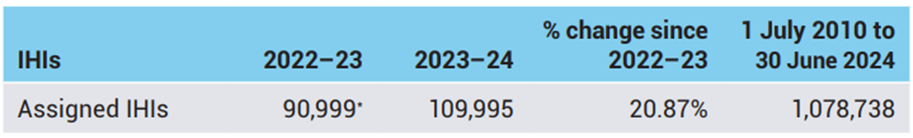 % change since 1 July 2010 to
IHIs 2022–23 2023–24 2022–23 30 June 2024
Assigned IHIs 90,999* 109,995 20.87% 1,078,738